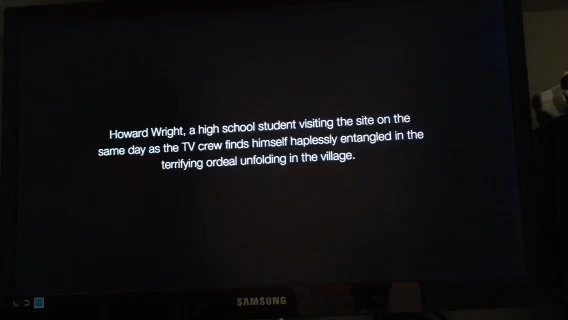 Howard Wright, a high school student visiting the site on the
same day as the TV crew finds himself haplessly entangled in the
terrifying ordeal unfolding in the village.
SAMSUNG